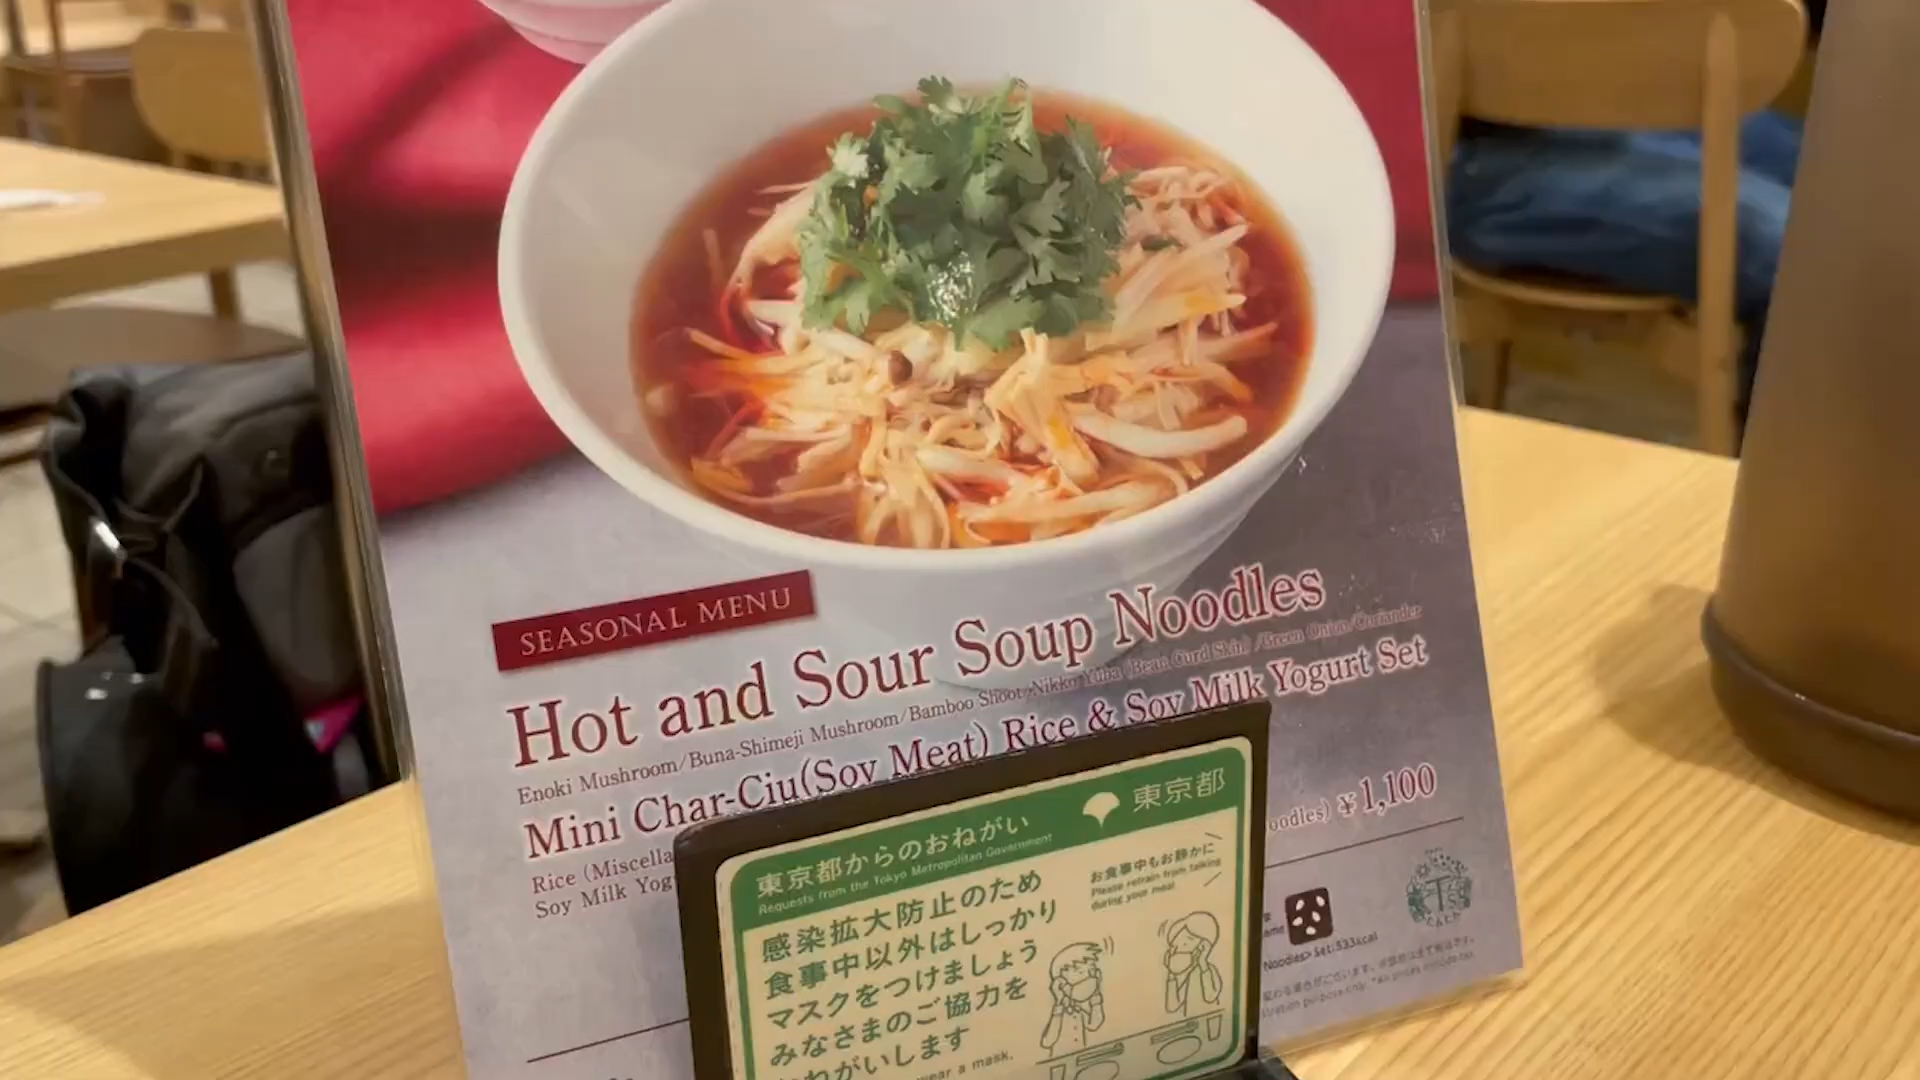 SEASONAL MENU
Hot and Sour Soup Noodles
Enoki Mushroom/Buna-Shimeji Mushroom/Bamboo Shoot/Nikko Yuba (Bean Curd Skin) /Green Onion/Coriander
Mini Char-Ciu(Soy Meat) Rice & Soy Milk Yogurt Set
oodles) ¥1,100
Rice (Miscella
Soy Milk Yog
Noodles> Set:533kcal
東京都からのおねがい
東京都
Requests from the Tokyo Metropolitan Government
お食事中もお静かに
Please refrain from talking
during your meal
感染拡大防止のため
食事中以外はしっかり
マスクをつけましょう
みなさまのご協力を
おねがいします
wear a mask.